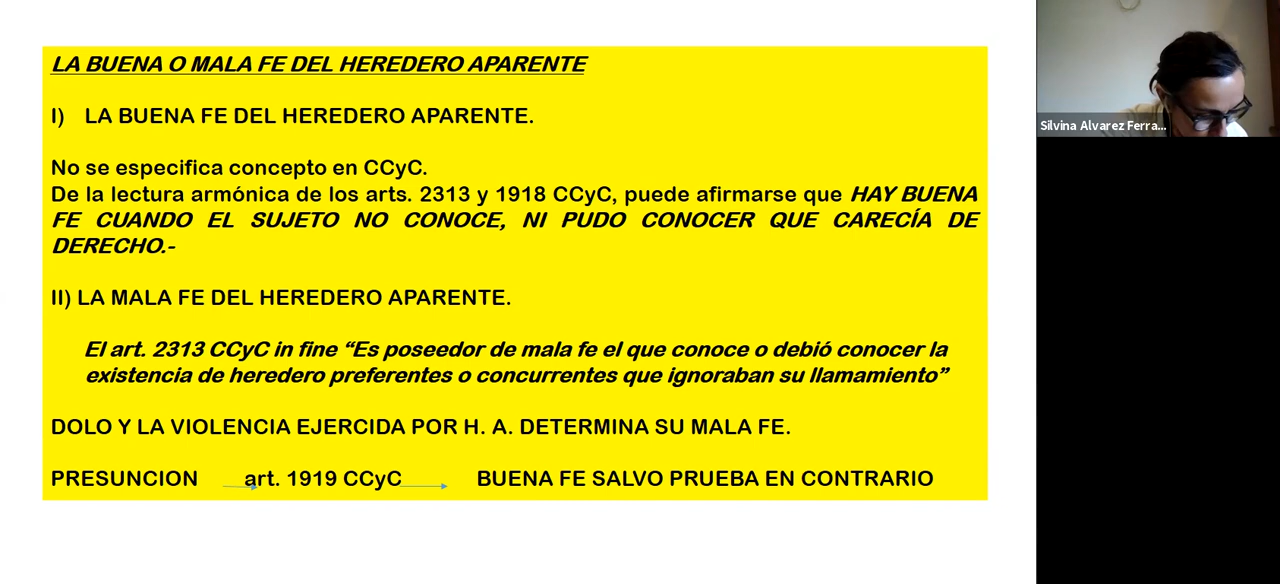 LA BUENA O MALA FE DEL HEREDERO APARENTE
I) LA BUENA FE DEL HEREDERO APARENTE.
No se especifica concepto en CCyC.
De la lectura armónica de los arts. 2313 y 1918 CCyC, puede afirmarse que HAY BUENA
FE CUANDO EL SUJETO NO CONOCE, NI PUDO CONOCER QUE CARECÍA DE
DERECHO.-
II) LA MALA FE DEL HEREDERO APARENTE.
El art. 2313 CCyC in fine “Es poseedor de mala fe el que conoce o debió conocer la
existencia de heredero preferentes o concurrentes que ignoraban su llamamiento”
DOLO Y LA VIOLENCIA EJERCIDA POR H. A. DETERMINA SU MALA FE.
PRESUNCION art. 1919 CCyC BUENA FE SALVO PRUEBA EN CONTRARIO
Silvina Alvarez Ferra...